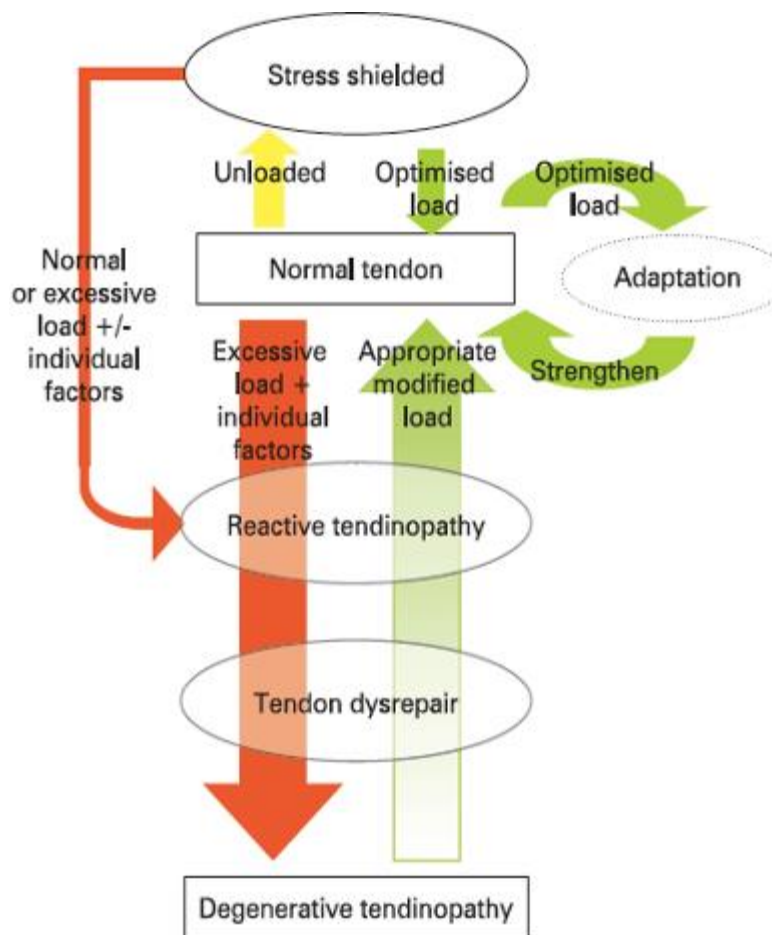 Stress shielded
Unloaded
Optimised
load
Optimised
load
Normal tendon
Adaptation
Normal
or excessive
load +/-
individual
factors
Excessive
load +
individual
factors
Appropriate
modified
load
Strengthen
Reactive tendinopathy
Tendon dysrepair
Degenerative tendinopathy